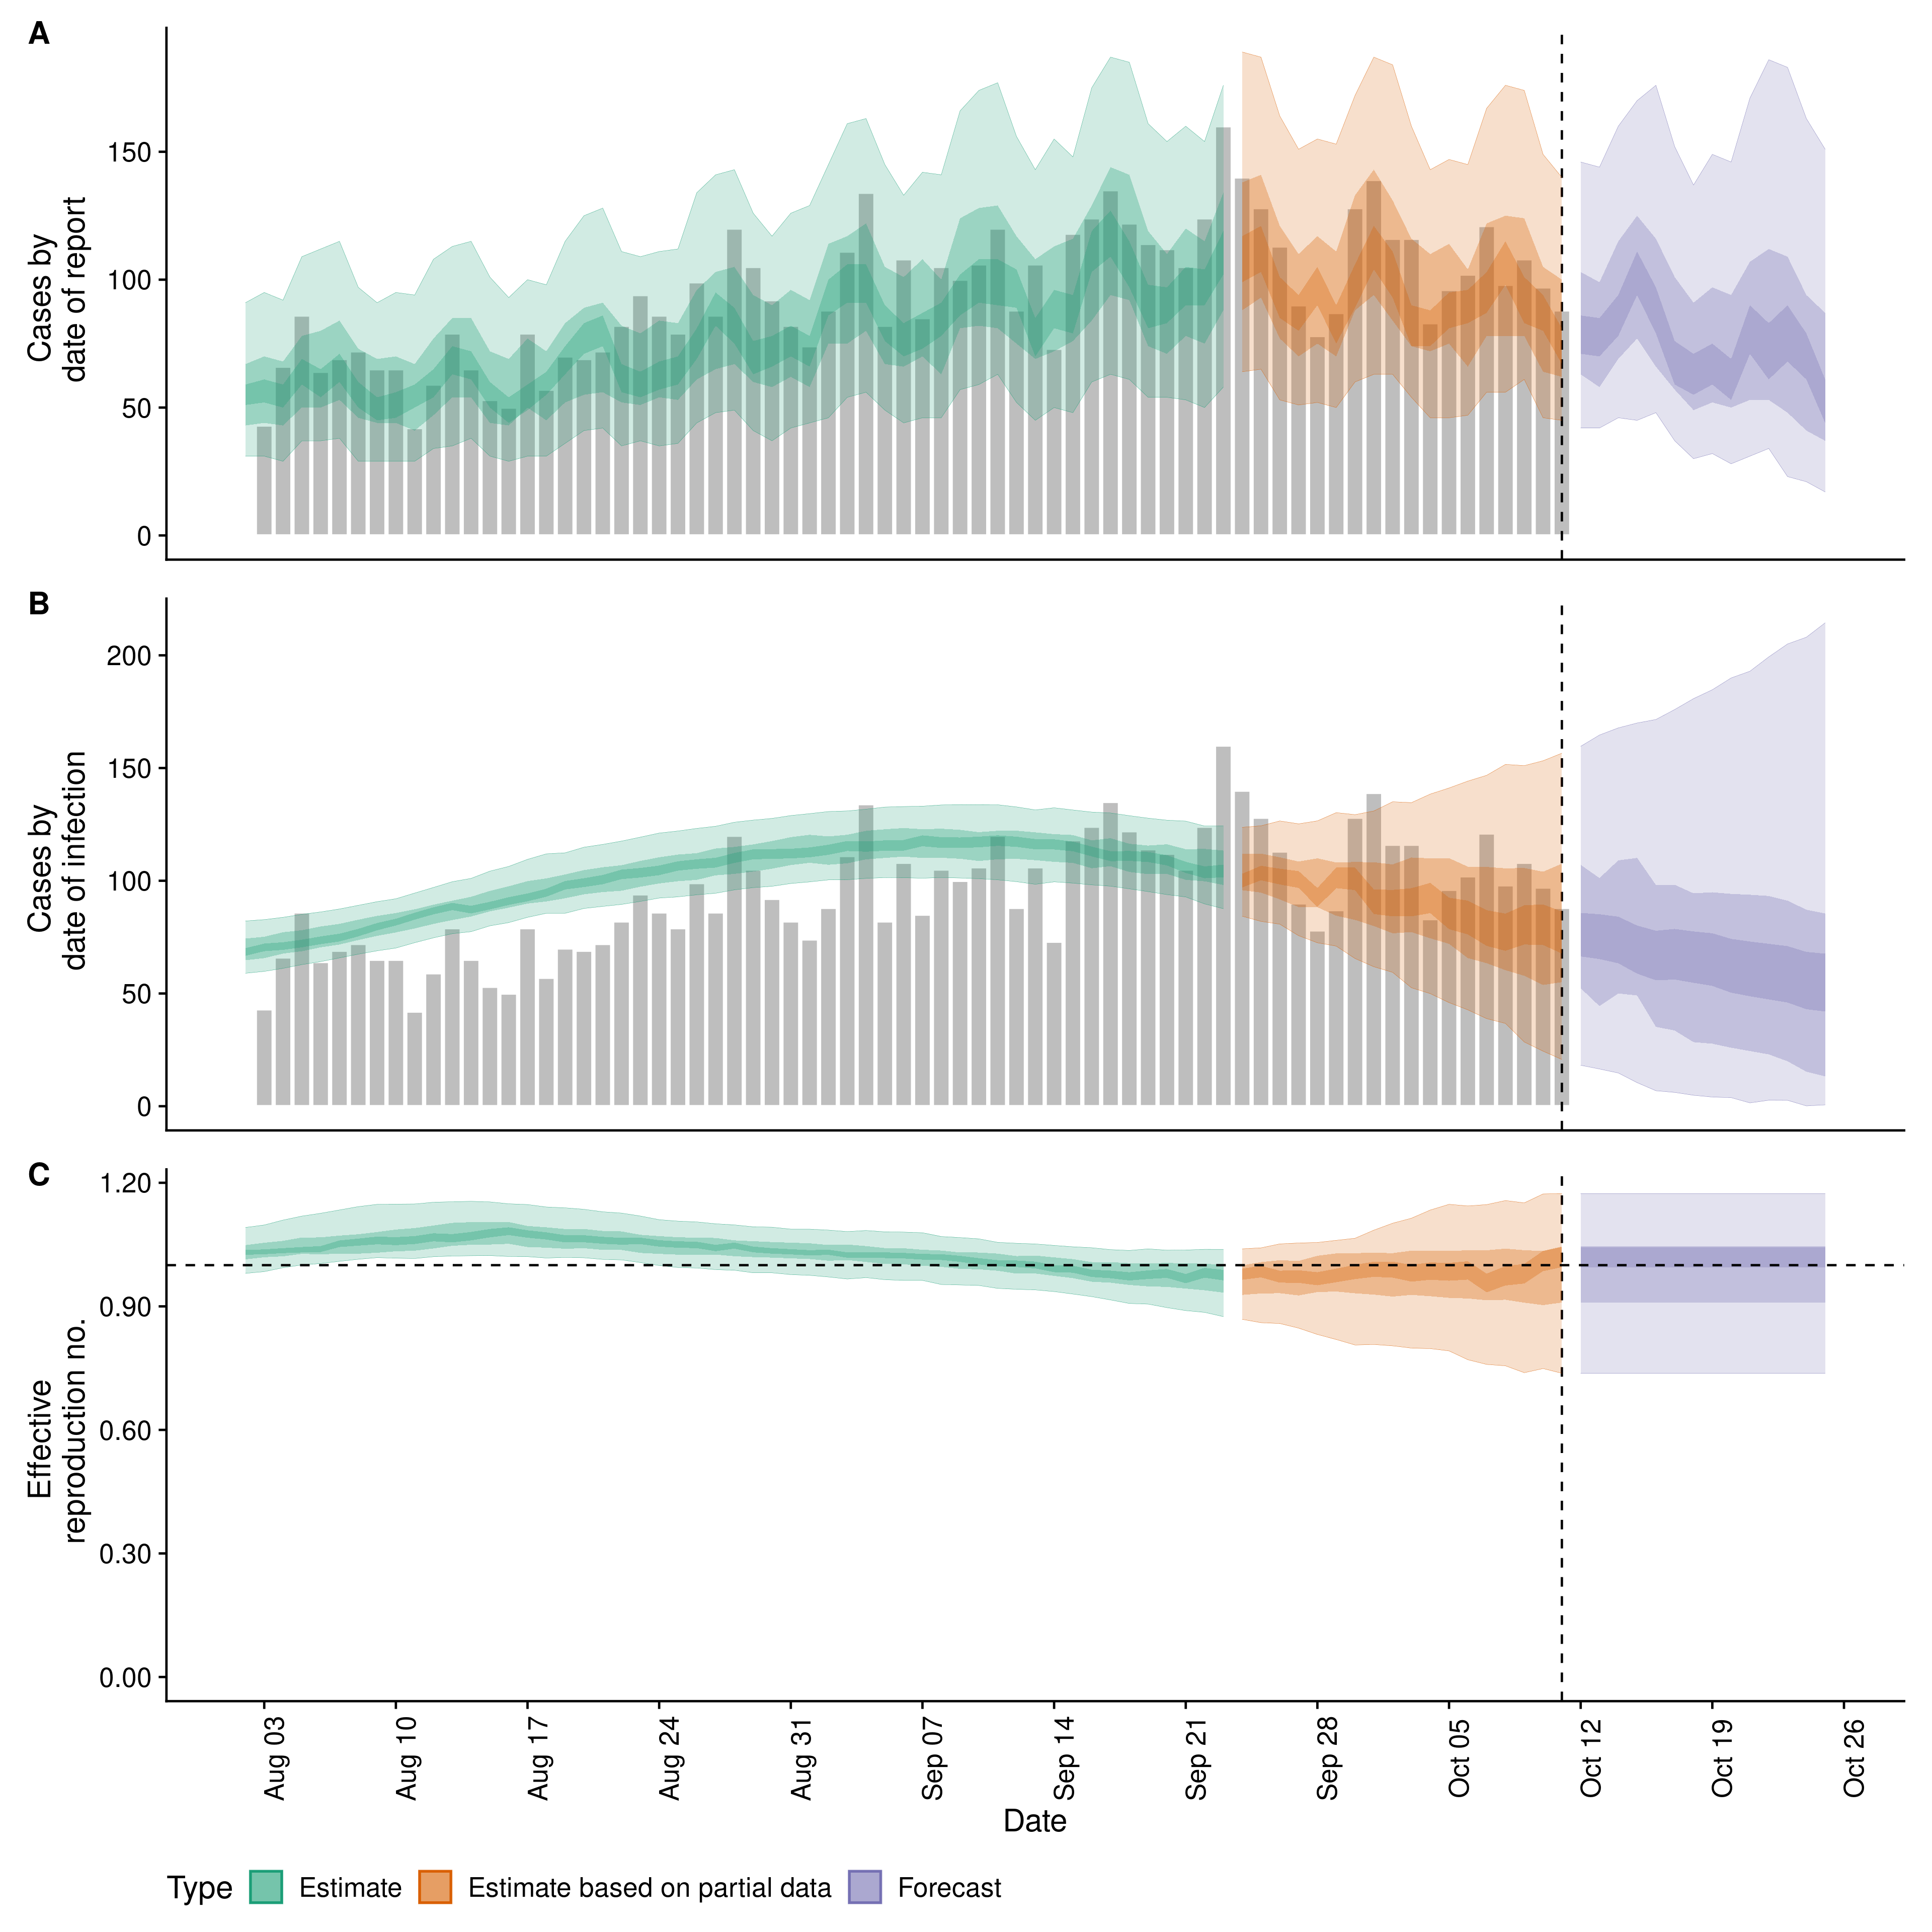 A
Cases by
date of report
150
100
50
0
B
Cases by
date of infection
200
150
100
50
0
C
Effective
reproduction no.
1.20
0.90
0.60
0.30
0.00
Aug 03
Aug 10
Aug 17
Aug 24
Aug 31
Sep 07
Sep 14
Sep 21
Sep 28
Oct 05
Oct 12
Oct 19
Oct 26
Date
Type Estimate Estimate based on partial data Forecast